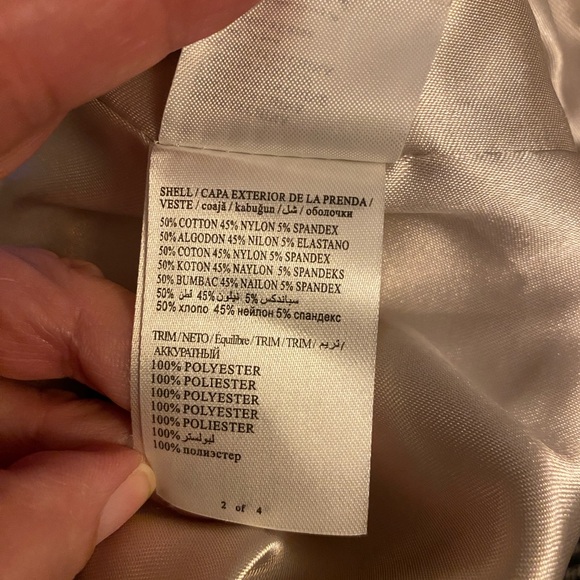 SHELL / CAPA EXTERIOR DE LA PRENDA /
VESTE / coajă / kabuğun / شل / оболочки
50% COTTON 45% NYLON 5% SPANDEX
50% ALGODON 45% NILON 5% ELASTANO
50% COTON 45% NYLON 5% SPANDEX
50% KOTON 45% NAYLON 5% SPANDEKS
50% BUMBAC 45% NAILON 5% SPANDEX
50% قطن 45% نيلون 5% سباندكس
50% хлопо 45% нейлон 5% спандекс
TRIM / NETO / Équilibre / TRIM / TRIM / تريم /
АККУРАТНЫЙ
100% POLYESTER
100% POLIESTER
100% POLYESTER
100% POLYESTER
100% POLIESTER
100% ليولستر
100% полиэстер
2 of 4